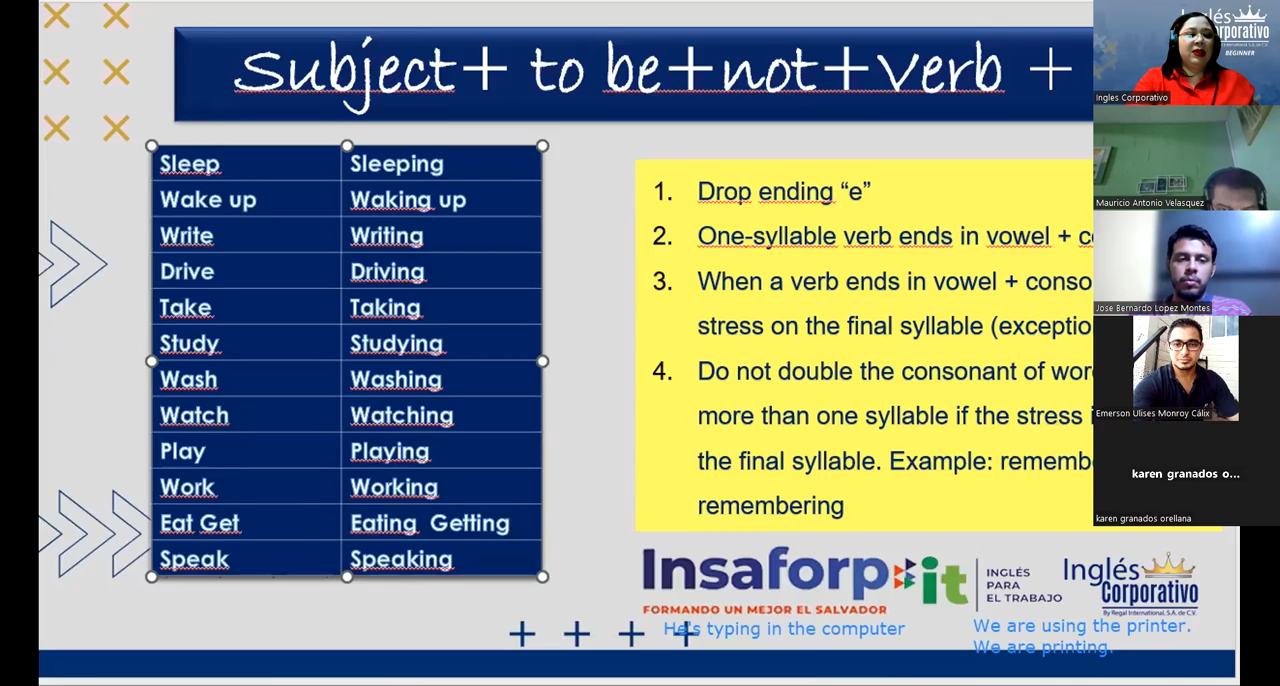 Subject+ to be+not+Verb +
Sleep Sleeping
Wake up Waking up
Write Writing
Drive Driving
Take Taking
Study Studying
Wash Washing
Watch Watching
Play Playing
Work Working
Eat Get Eating Getting
Speak Speaking
1. Drop ending “e”
2. One-syllable verb ends in vowel +
3. When a verb ends in vowel + conso
stress on the final syllable (exceptio
4. Do not double the consonant of wor
more than one syllable if the stress
the final syllable. Example: rememb
remembering
Insaforp it
INGLÉS
PARA
EL TRABAJO
FORMANDO UN MEJOR EL SALVADOR
Inglés
Corporativo
By Regal International, S.A. de C.V.
He's typing in the computer
We are using the printer.
We are printing.
Inglés
Corporativo
BEGINNER
Ingles Corporativo
Mauricio Antonio Velasquez
Jose Bernardo Lopez Montes
Emerson Ulises Monroy Cálix
karen granados o...
karen granados orellana